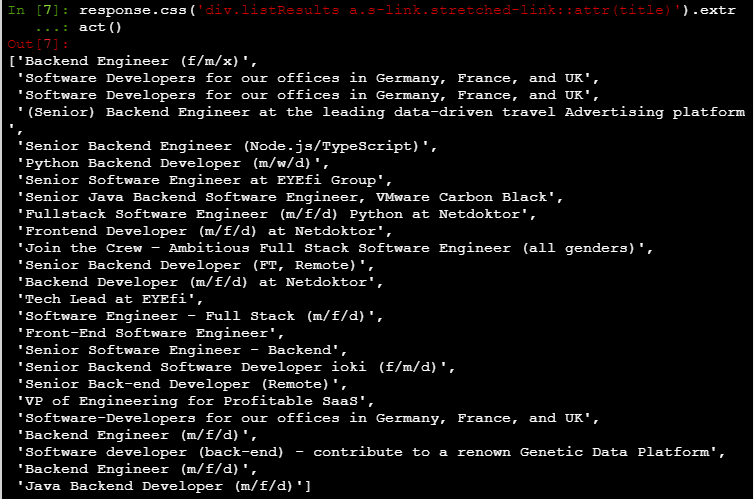 In [7]: response.css('div.listResults a.s-link.stretched-link::attr(title)').extr
...: act()
Out[7]:
['Backend Engineer (f/m/x)',
'Software Developers for our offices in Germany, France, and UK',
'Software Developers for our offices in Germany, France, and UK',
'(Senior) Backend Engineer at the leading data-driven travel Advertising platform
',
'Senior Backend Engineer (Node.js/TypeScript)',
'Python Backend Developer (m/w/d)',
'Senior Software Engineer at EYEfi Group',
'Senior Java Backend Software Engineer, VMware Carbon Black',
'Fullstack Software Engineer (m/f/d) Python at Netdoktor',
'Frontend Developer (m/f/d) at Netdoktor',
'Join the Crew – Ambitious Full Stack Software Engineer (all genders)',
'Senior Backend Developer (FT, Remote)',
'Backend Developer (m/f/d) at Netdoktor',
'Tech Lead at EYEfi',
'Software Engineer – Full Stack (m/f/d)',
'Front-End Software Engineer',
'Senior Software Engineer – Backend',
'Senior Backend Software Developer ioki (f/m/d)',
'Senior Back-end Developer (Remote)',
'VP of Engineering for Profitable SaaS',
'Software-Developers for our offices in Germany, France, and UK',
'Backend Engineer (m/f/d)',
'Software developer (back-end) - contribute to a renown Genetic Data Platform',
'Backend Engineer (m/f/d)',
'Java Backend Developer (m/f/d)']